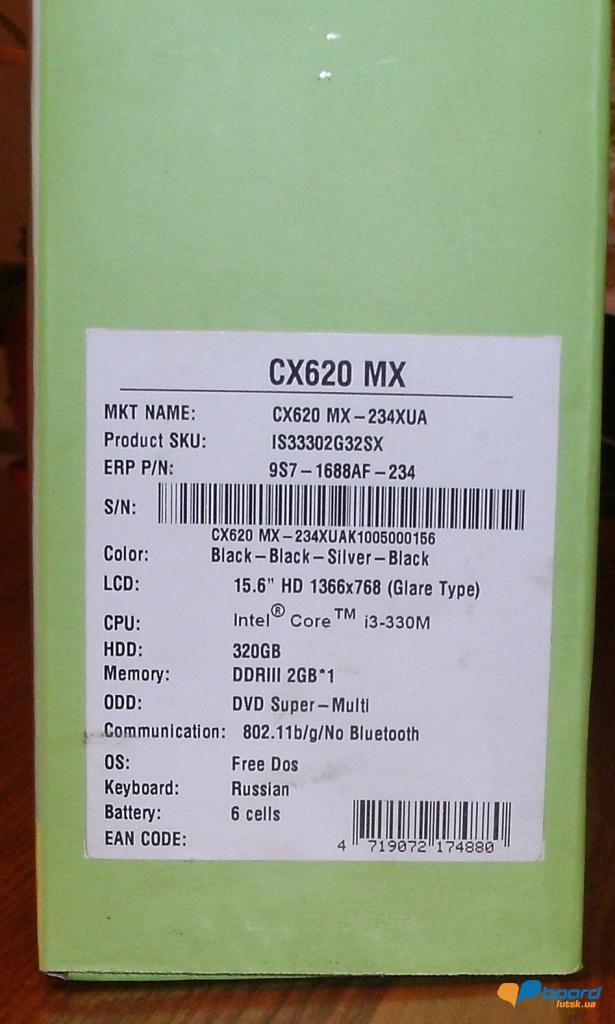 CX620 MX
MKT NAME: CX620 MX-234XUA
Product SKU: IS33302G32SX
ERP P/N: 9S7-1688AF-234
S/N:
CX620 MX-234XUAK1005000156
Color: Black-Black-Silver-Black
LCD: 15.6" HD 1366x768 (Glare Type)
CPU: Intel® Core™ i3-330M
HDD: 320GB
Memory: DDRIII 2GB*1
ODD: DVD Super-Multi
Communication: 802.11b/g/No Bluetooth
OS: Free Dos
Keyboard: Russian
Battery: 6 cells
EAN CODE: 4 719072 174880
board
lutsk.ua